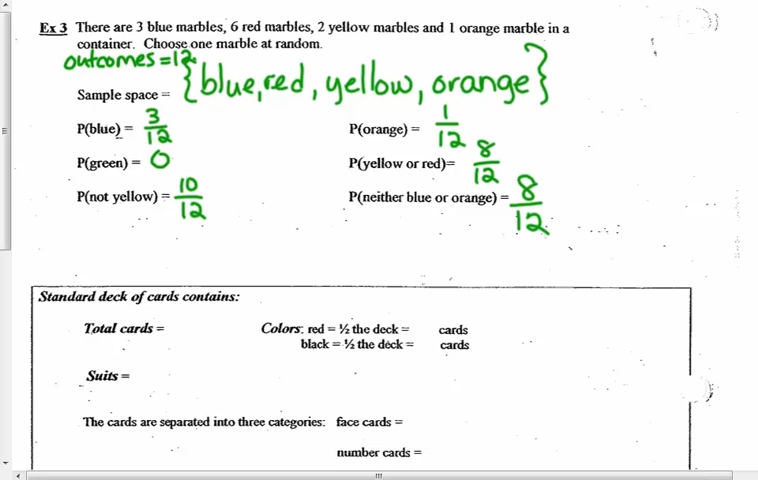 Ex 3 There are 3 blue marbles, 6 red marbles, 2 yellow marbles and 1 orange marble in a
container. Choose one marble at random.
outcomes = 12
Sample space = {blue, red, yellow, orange}
P(blue) = 3/12 P(orange) = 1/12
P(green) = 0 P(yellow or red)= 8/12
P(not yellow) = 10/12 P(neither blue or orange) = 8/12
Standard deck of cards contains:
Total cards = Colors: red = ½ the deck = cards
black = ½ the deck = cards
Suits =
The cards are separated into three categories: face cards =
number cards =